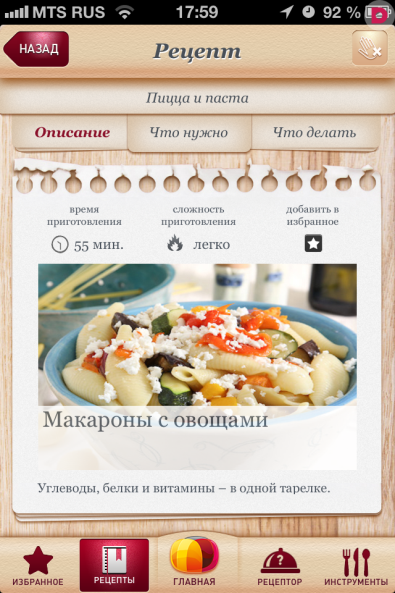 MTS RUS 17:59 92 %
НАЗАД
Рецепт
Пицца и паста
Описание Что нужно Что делать
время приготовления
55 мин.
сложность приготовления
легко
добавить в избранное
Макароны с овощами
Углеводы, белки и витамины – в одной тарелке.
ИЗБРАННОЕ РЕЦЕПТЫ ГЛАВНАЯ РЕЦЕПТОР ИНСТРУМЕНТЫ